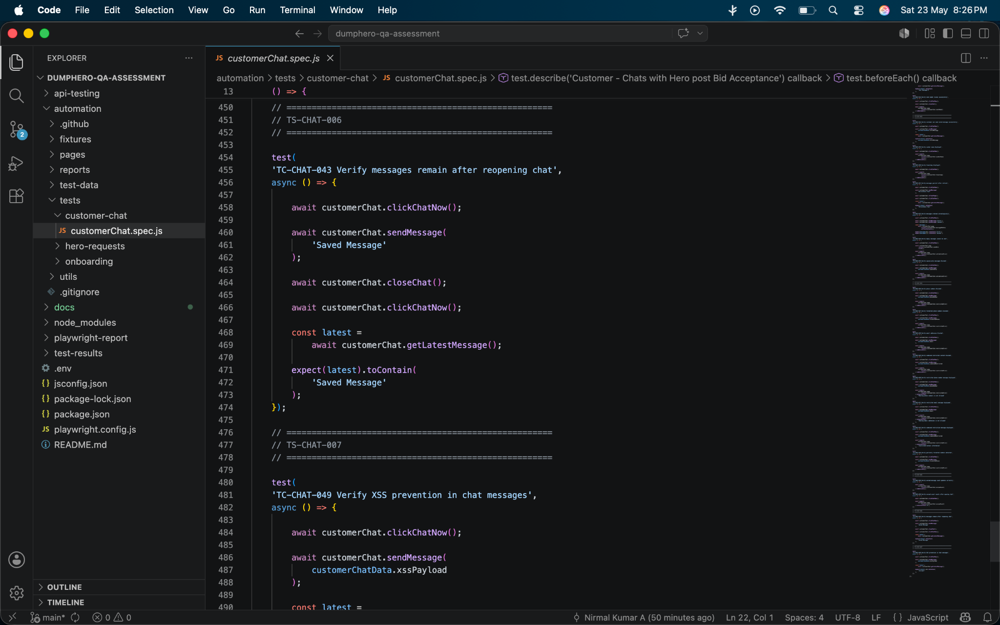 Code File Edit Selection View Go Run Terminal Window Help Sat 23 May 8:26 PM
dumphero-qa-assessment
EXPLORER
DUMPHERO-QA-ASSESSMENT
api-testing
automation
.github
fixtures
pages
reports
test-data
tests
customer-chat
JS customerChat.spec.js
hero-requests
onboarding
utils
.gitignore
docs
node_modules
playwright-report
test-results
.env
{} jsconfig.json
{} package-lock.json
{} package.json
JS playwright.config.js
README.md
OUTLINE
TIMELINE
2
JS customerChat.spec.js
automation > tests > customer-chat > JS customerChat.spec.js > test.describe('Customer - Chats with Hero post Bid Acceptance') callback > test.beforeEach() callback
13 () => {
450 // =====================================================
451 // TS-CHAT-006
452 // =====================================================
453
454 test(
455 'TC-CHAT-043 Verify messages remain after reopening chat',
456 async () => {
457
458 await customerChat.clickChatNow();
459
460 await customerChat.sendMessage(
461 'Saved Message'
462 );
463
464 await customerChat.closeChat();
465
466 await customerChat.clickChatNow();
467
468 const latest =
469 await customerChat.getLatestMessage();
470
471 expect(latest).toContain(
472 'Saved Message'
473 );
474 });
475
476 // =====================================================
477 // TS-CHAT-007
478 // =====================================================
479
480 test(
481 'TC-CHAT-049 Verify XSS prevention in chat messages',
482 async () => {
483
484 await customerChat.clickChatNow();
485
486 await customerChat.sendMessage(
487 customerChatData.xssPayload
488 );
489
490 const latest =
main* 0 0 Nirmal Kumar A (50 minutes ago) Ln 22, Col 1 Spaces: 4 UTF-8 LF {} JavaScript